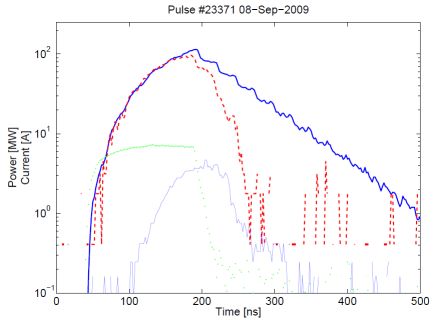 Pulse #23371 08-Sep-2009
10²
10¹
10⁰
10⁻¹
Power [MW]
Current [A]
0 100 200 300 400 500
Time [ns]